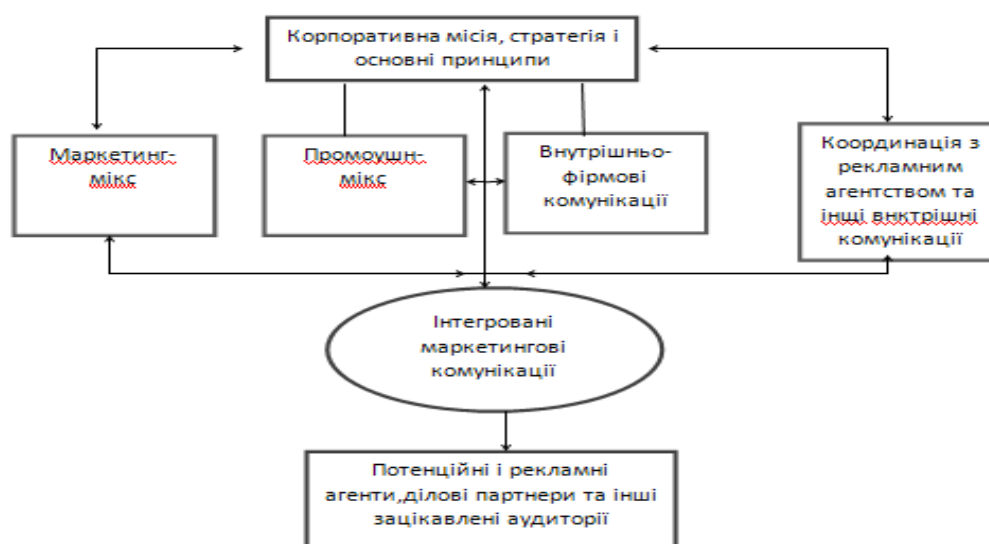 Корпоративна місія, стратегія і
основні принципи
Маркетинг-
мікс
Промоушн-
мікс
Внутрішньо-
фірмові
комунікації
Координація з
рекламним
агентством та
інщі внктрішні
комунікації
Інтегровані
маркетингові
комунікації
Потенційні і рекламні
агенти,ділові партнери та інші
зацікавлені аудиторії